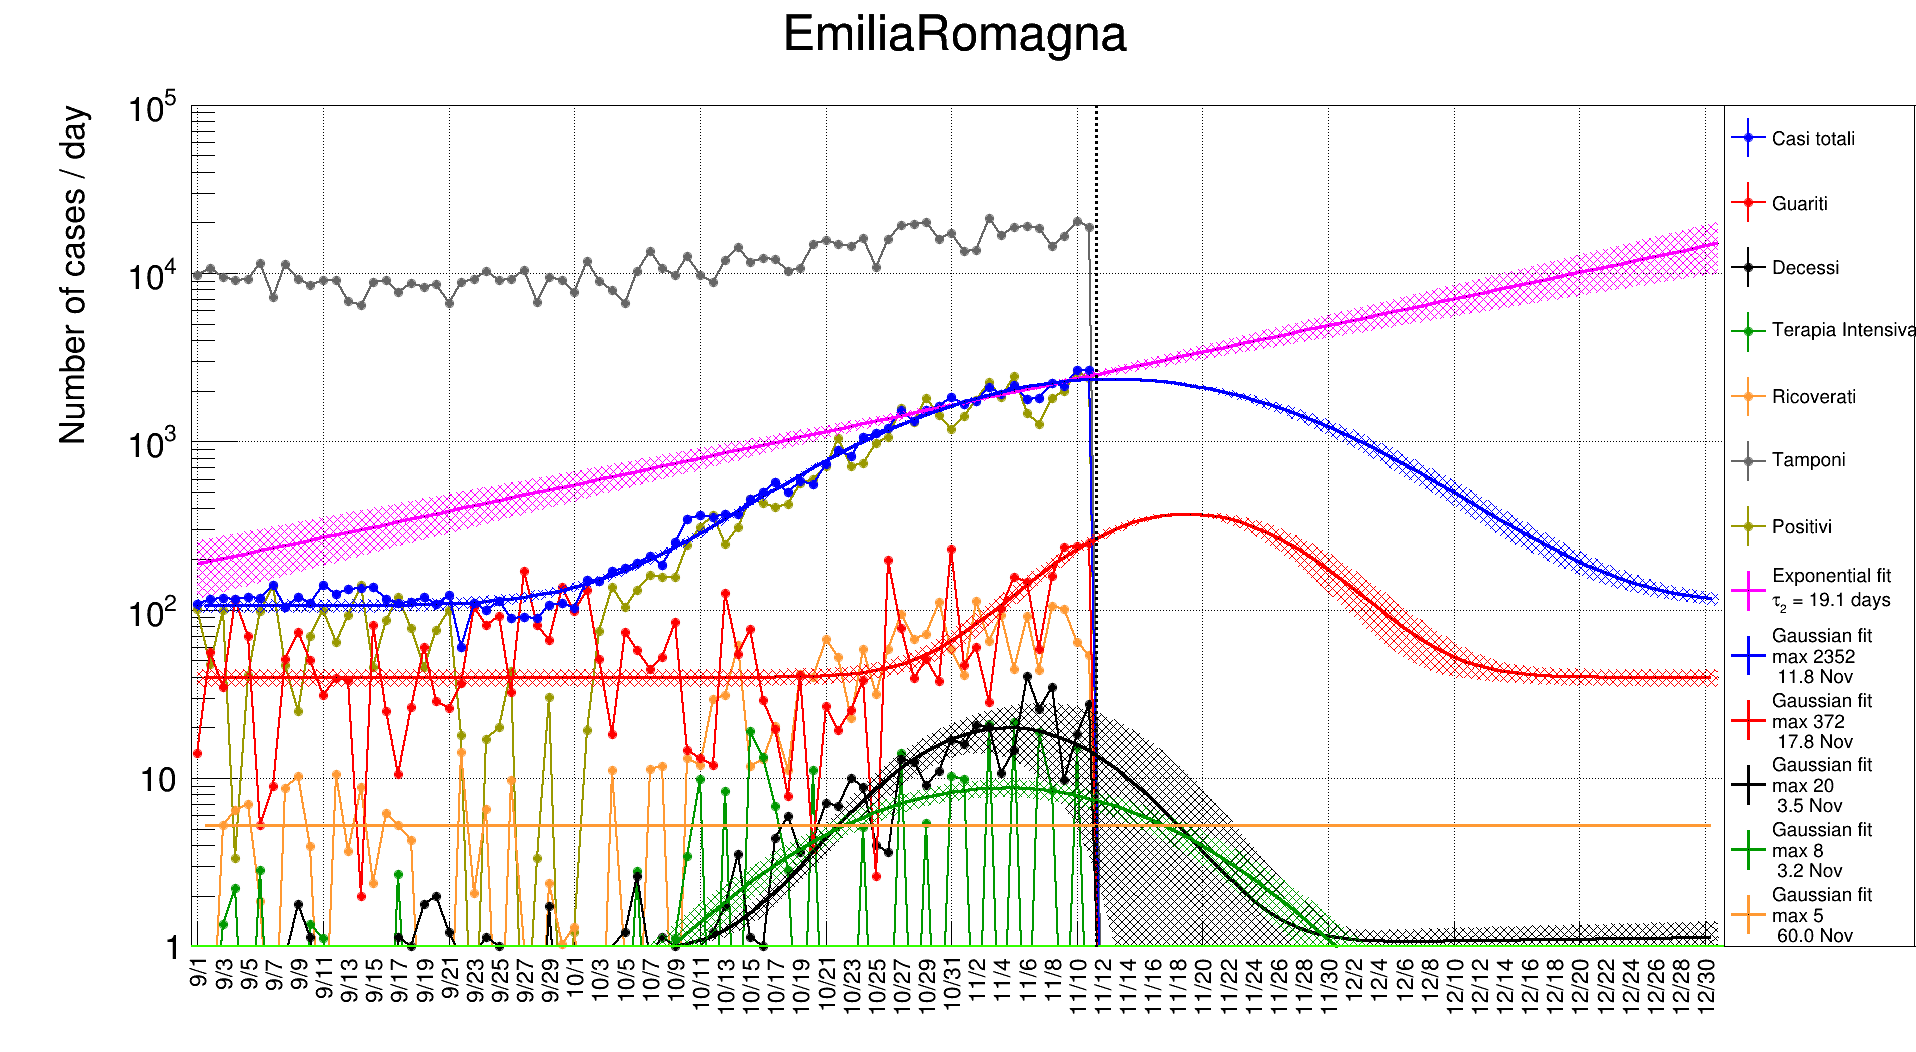 EmiliaRomagna
Number of cases / day
10^5
10^4
10^3
10^2
10
1
9/1
9/3
9/5
9/7
9/9
9/11
9/13
9/15
9/17
9/19
9/21
9/23
9/25
9/27
9/29
10/1
10/3
10/5
10/7
10/9
10/11
10/13
10/15
10/17
10/19
10/21
10/23
10/25
10/27
10/29
10/31
11/2
11/4
11/6
11/8
11/10
11/12
11/14
11/16
11/18
11/20
11/22
11/24
11/26
11/28
11/30
12/2
12/4
12/6
12/8
12/10
12/12
12/14
12/16
12/18
12/20
12/22
12/24
12/26
12/28
12/30
Casi totali
Guariti
Decessi
Terapia Intensiva
Ricoverati
Tamponi
Positivi
Exponential fit
τ₂ = 19.1 days
Gaussian fit
max 2352
11.8 Nov
Gaussian fit
max 372
17.8 Nov
Gaussian fit
max 20
3.5 Nov
Gaussian fit
max 8
3.2 Nov
Gaussian fit
max 5
60.0 Nov